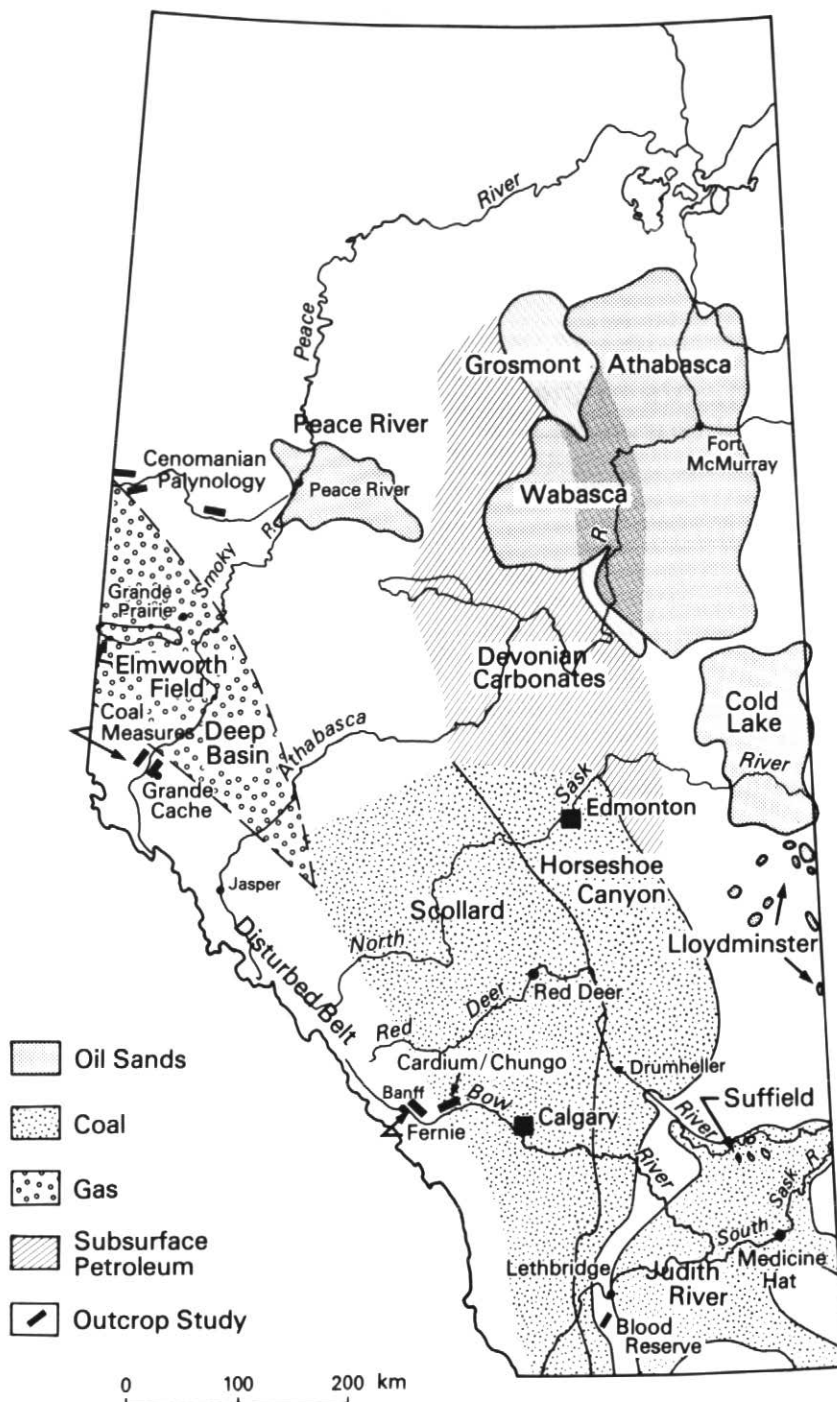 River
Peace
Grosmont
Athabasca
Peace River
Fort
McMurray
Cenomanian
Palynology
Peace River
Wabasca
R.
R
Smoky
Grande
Prairie
Elmworth
Field
Devonian
Carbonates
Coal
Measures
Deep
Basin
Athabasca
Cold
Lake
River
Grande
Cache
Sask
Edmonton
Jasper
Horseshoe
Canyon
Scollard
North
Lloydminster
Disturbed Belt
Deer
Red Deer
Red
Cardium/Chungo
Drumheller
Banff
Bow
Calgary
River
Suffield
Fernie
River
Sask R.
South
Lethbridge
Judith
River
Medicine
Hat
Blood
Reserve
Oil Sands
Coal
Gas
Subsurface
Petroleum
Outcrop Study
0 100 200 km